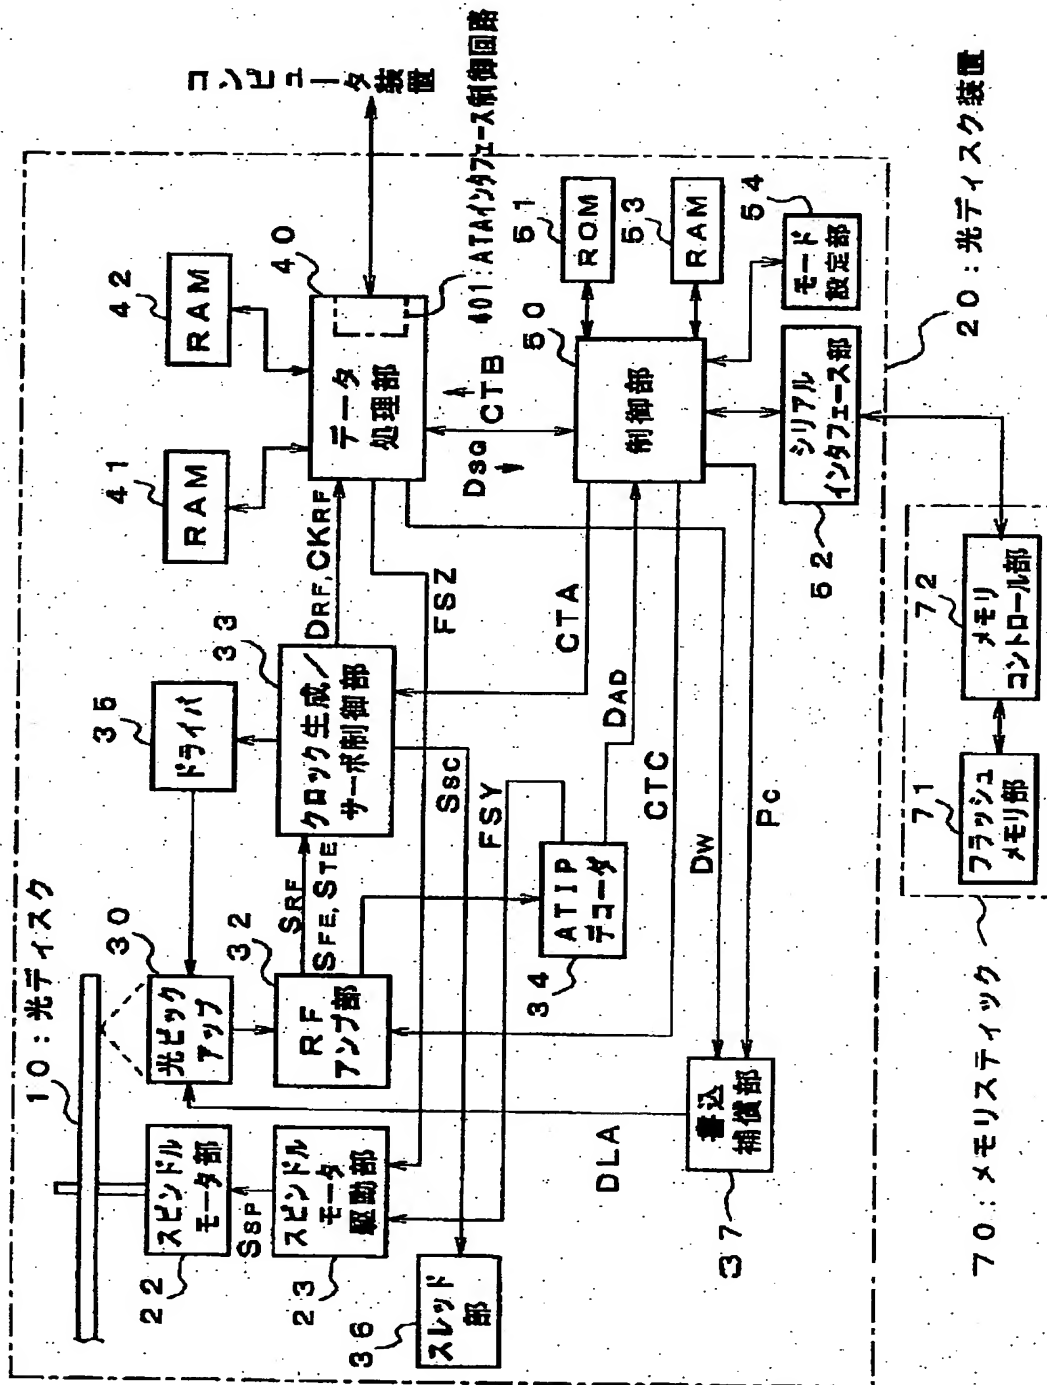 10：光ディスク
スピンドル
モータ部
22
SSP
スピンドル
モータ
駆動部
23
スレッド
部
36
光ピック
アップ
30
RF
アンプ部
32
SRF
SFE, STE
ドライバ
35
クロック生成／
サーボ制御部
33
DRF, CKRF
FSZ
SSC
FSY
ATIP
デコーダ
34
DAD
CTA
CTC
DW
PC
DLA
書込
補償部
37
RAM
41
RAM
42
データ
処理部
40
401：ATAインタフェース制御回路
コンピュータ装置
DSQ
CTB
制御部
50
ROM
51
RAM
53
モード
設定部
54
シリアル
インタフェース部
52
20：光ディスク装置
フラッシュ
メモリ部
71
メモリ
コントロール部
72
70：メモリスティック